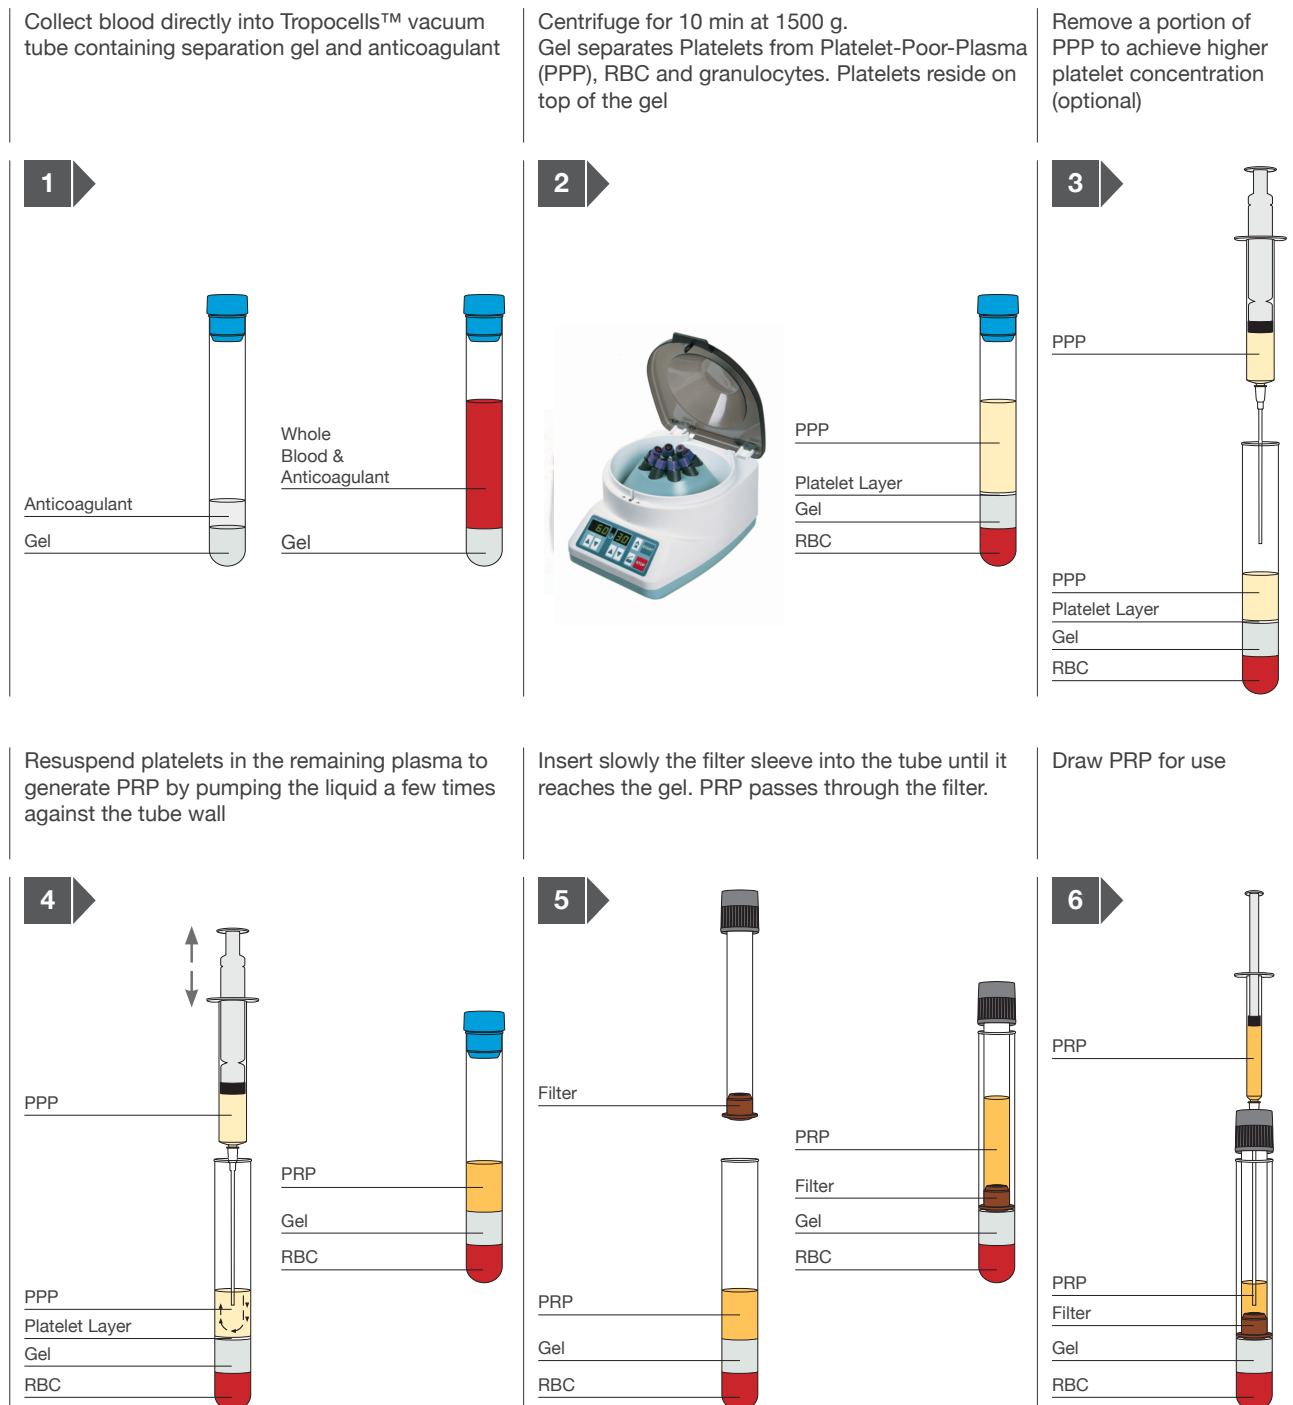 Collect blood directly into Tropocells™ vacuum
tube containing separation gel and anticoagulant
1
Anticoagulant
Gel
Whole
Blood &
Anticoagulant
Gel
Centrifuge for 10 min at 1500 g.
Gel separates Platelets from Platelet-Poor-Plasma
(PPP), RBC and granulocytes. Platelets reside on
top of the gel
2
60
30
STOP
PPP
Platelet Layer
Gel
RBC
Remove a portion of
PPP to achieve higher
platelet concentration
(optional)
3
PPP
PPP
Platelet Layer
Gel
RBC
Resuspend platelets in the remaining plasma to
generate PRP by pumping the liquid a few times
against the tube wall
4
PPP
PPP
Platelet Layer
Gel
RBC
PRP
Gel
RBC
Insert slowly the filter sleeve into the tube until it
reaches the gel. PRP passes through the filter.
5
Filter
PRP
Gel
RBC
PRP
Filter
Gel
RBC
Draw PRP for use
6
PRP
PRP
Filter
Gel
RBC